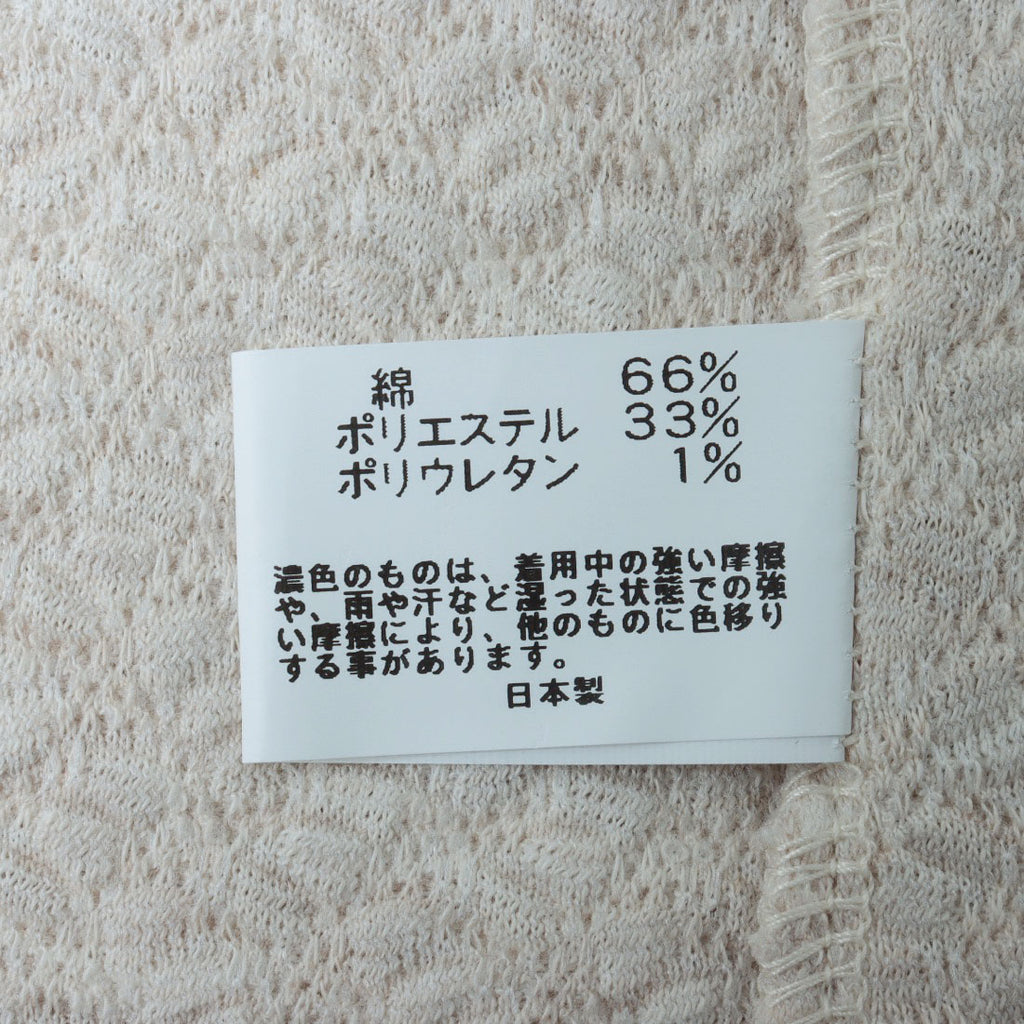 綿 66%
ポリエステル 33%
ポリウレタン 1%
濃色のものは、着用中の強い摩擦
や、雨や汗など湿った状態での強
い摩擦により、他のものに色移り
する事があります。
日本製